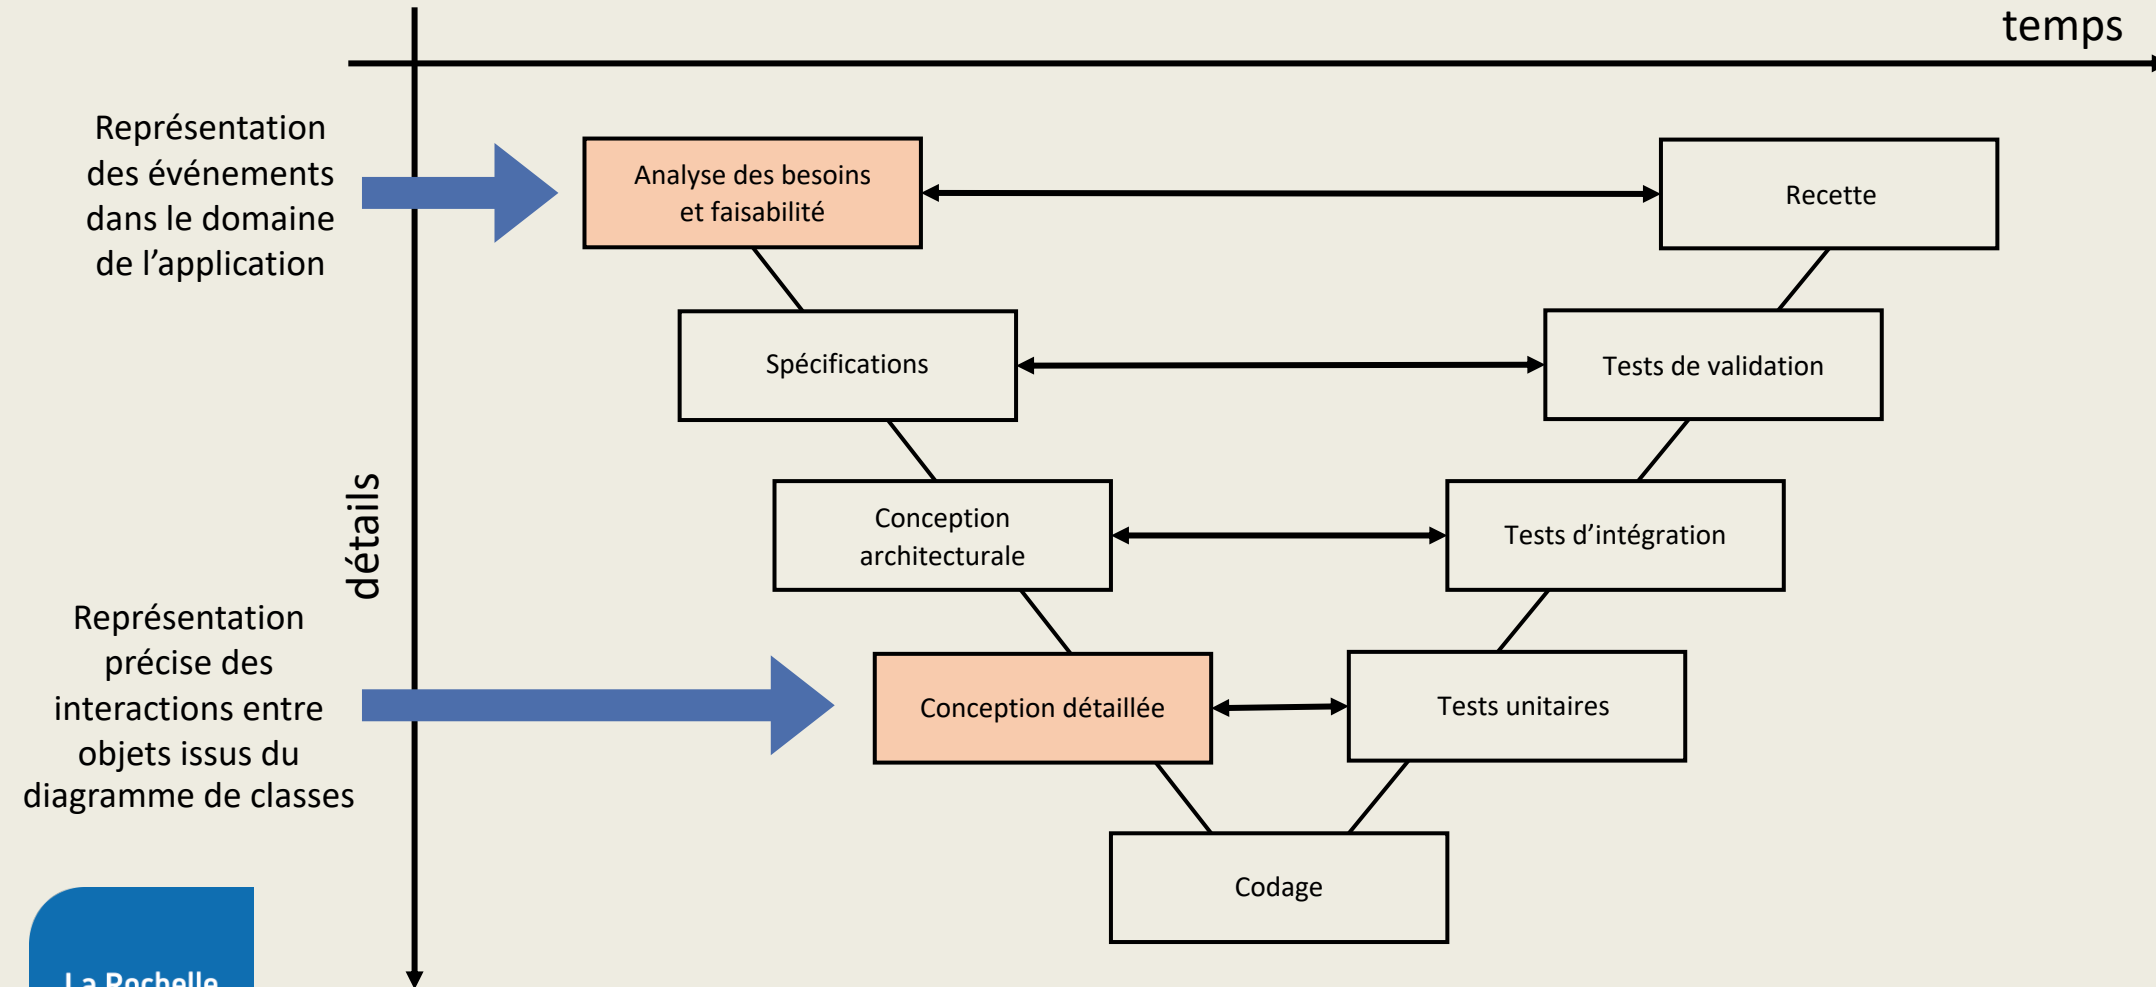 temps
Représentation
des événements
dans le domaine
de l’application
Analyse des besoins
et faisabilité
Recette
Spécifications
Tests de validation
détails
Conception
architecturale
Tests d’intégration
Représentation
précise des
interactions entre
objets issus du
diagramme de classes
Conception détaillée
Tests unitaires
Codage
La Rochelle